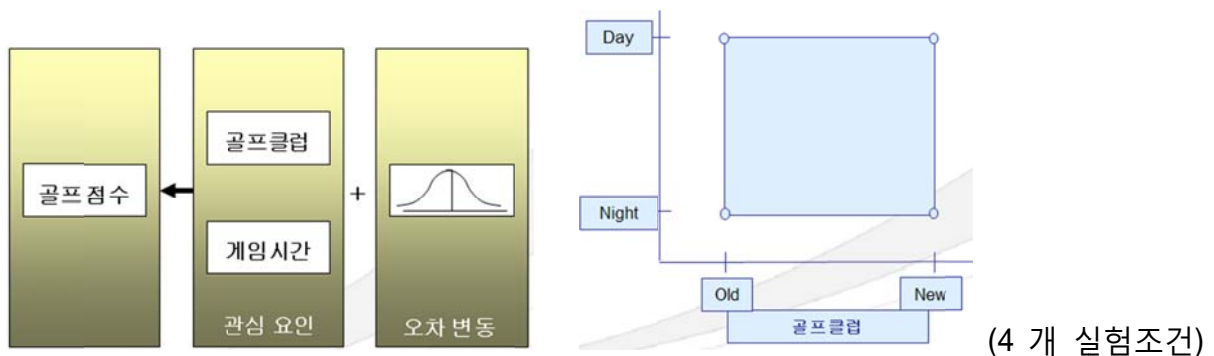 골프점수
골프클럽
게임시간
관심 요인
+
오차 변동
Day
Night
Old
New
골프클럽
(4 개 실험조건)